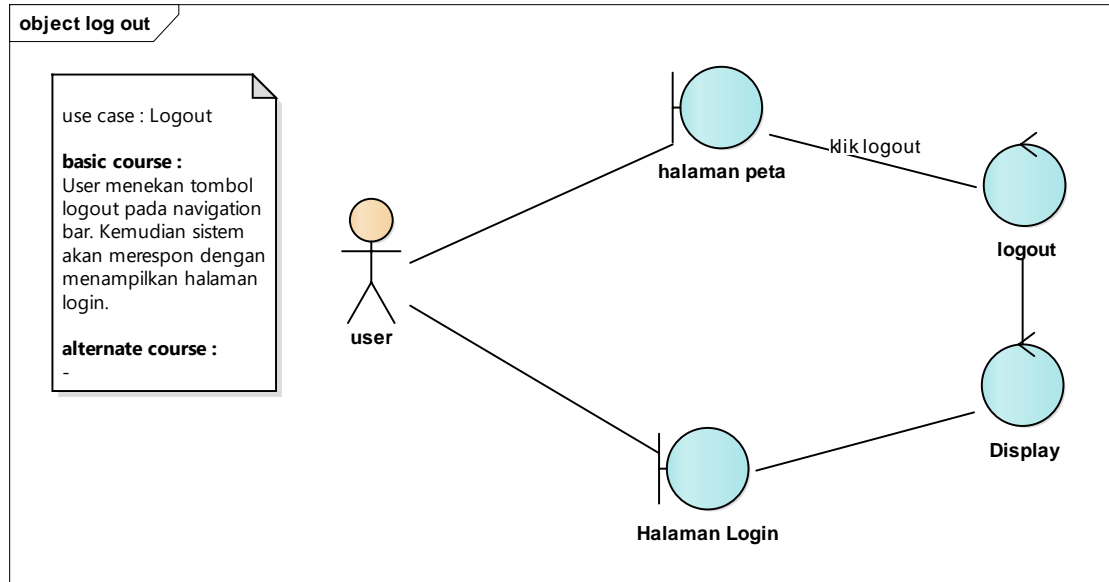 object log out
use case : Logout
basic course :
User menekan tombol
logout pada navigation
bar. Kemudian sistem
akan merespon dengan
menampilkan halaman
login.
alternate course :
-
user
halaman peta
klik logout
logout
Display
Halaman Login